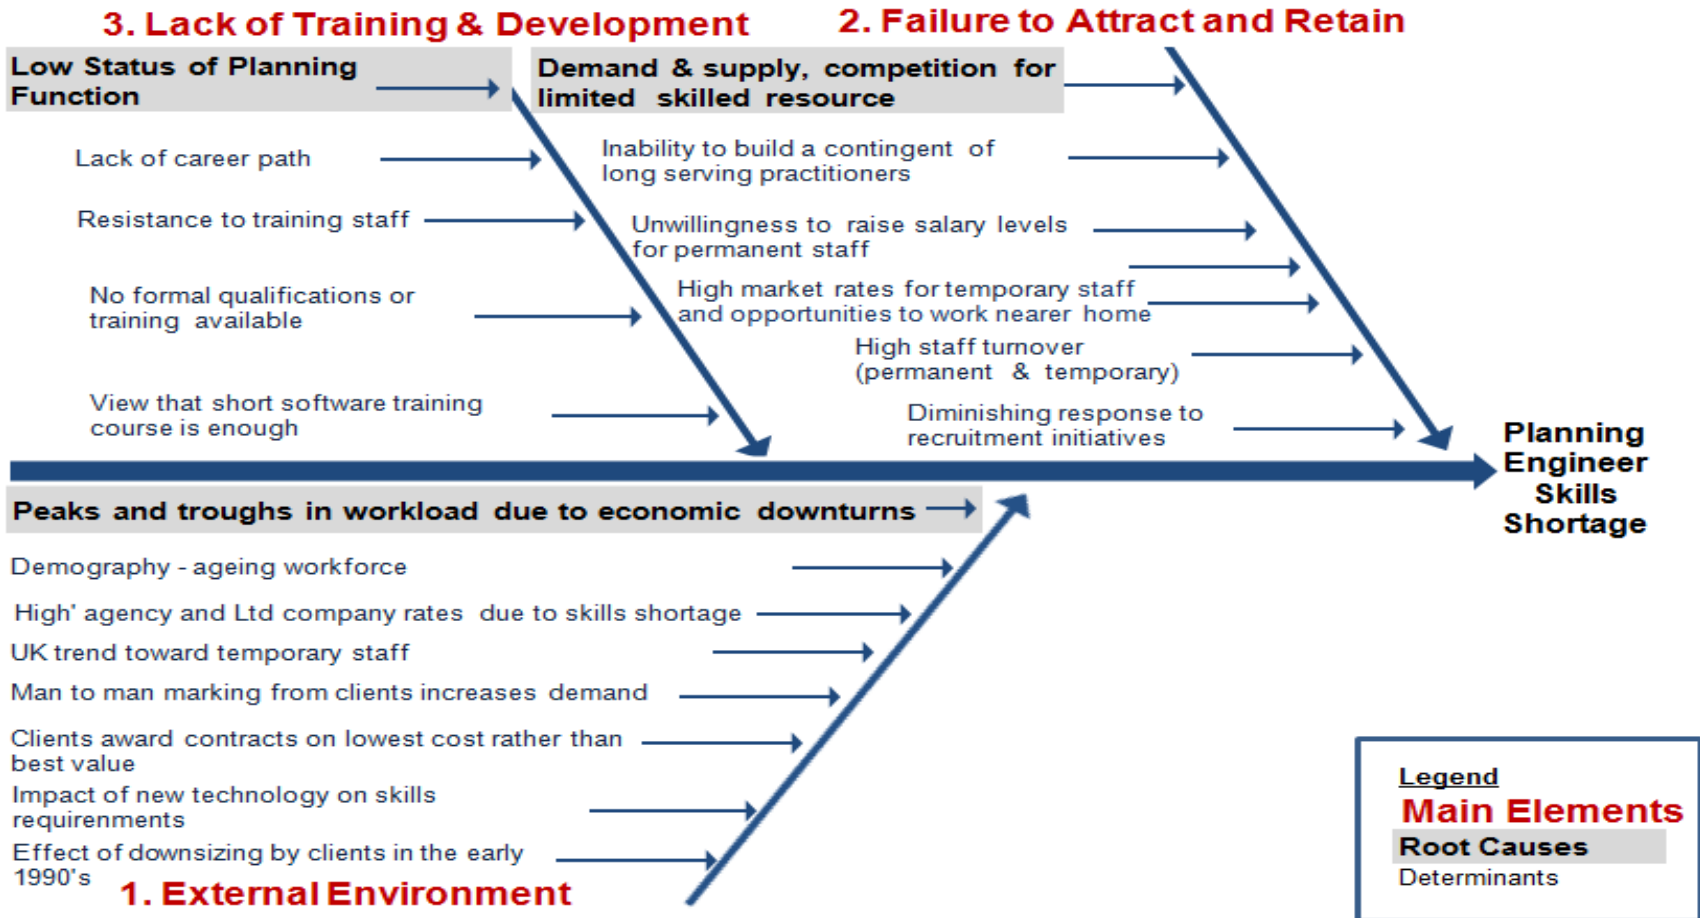 3. Lack of Training & Development
2. Failure to Attract and Retain
Low Status of Planning
Function
Demand & supply, competition for
limited skilled resource
Lack of career path
Inability to build a contingent of
long serving practitioners
Resistance to training staff
Unwillingness to raise salary levels
for permanent staff
No formal qualifications or
training available
High market rates for temporary staff
and opportunities to work nearer home
High staff turnover
(permanent & temporary)
View that short software training
course is enough
Diminishing response to
recruitment initiatives
Planning
Engineer
Skills
Shortage
Peaks and troughs in workload due to economic downturns
Demography - ageing workforce
High' agency and Ltd company rates due to skills shortage
UK trend toward temporary staff
Man to man marking from clients increases demand
Clients award contracts on lowest cost rather than
best value
Impact of new technology on skills
requirenments
Effect of downsizing by clients in the early
1990's
1. External Environment
Legend
Main Elements
Root Causes
Determinants